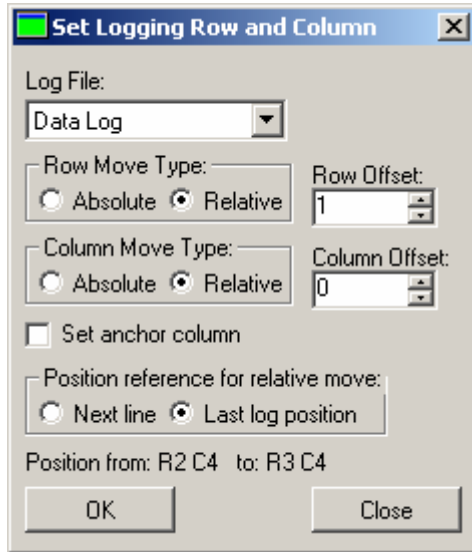 Set Logging Row and Column
Log File:
Data Log
Row Move Type:
Absolute Relative
Row Offset:
1
Column Move Type:
Absolute Relative
Column Offset:
0
Set anchor column
Position reference for relative move:
Next line Last log position
Position from: R2 C4 to: R3 C4
OK Close